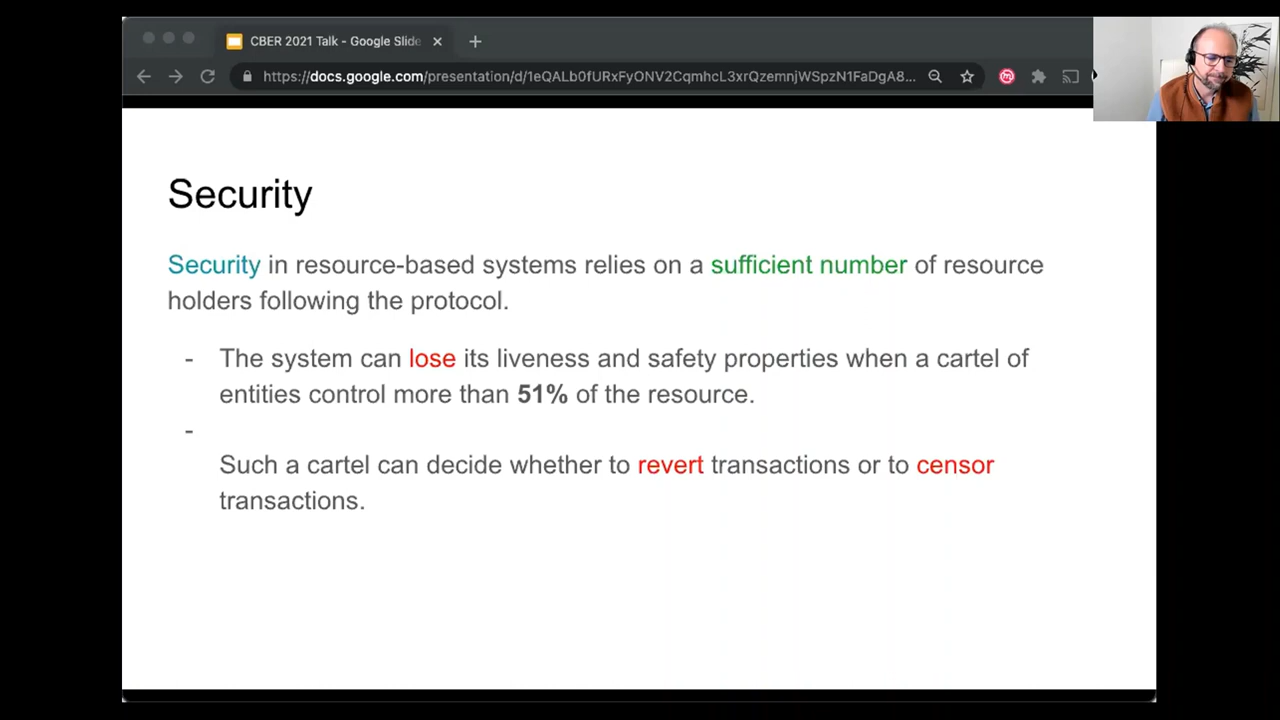 CBER 2021 Talk - Google Slide
https://docs.google.com/presentation/d/1eQALb0fURxFyONV2CqmhcL3xrQzemnjWSpzN1FaDgA8...
Security
Security in resource-based systems relies on a sufficient number of resource
holders following the protocol.
- The system can lose its liveness and safety properties when a cartel of
entities control more than 51% of the resource.
-
Such a cartel can decide whether to revert transactions or to censor
transactions.